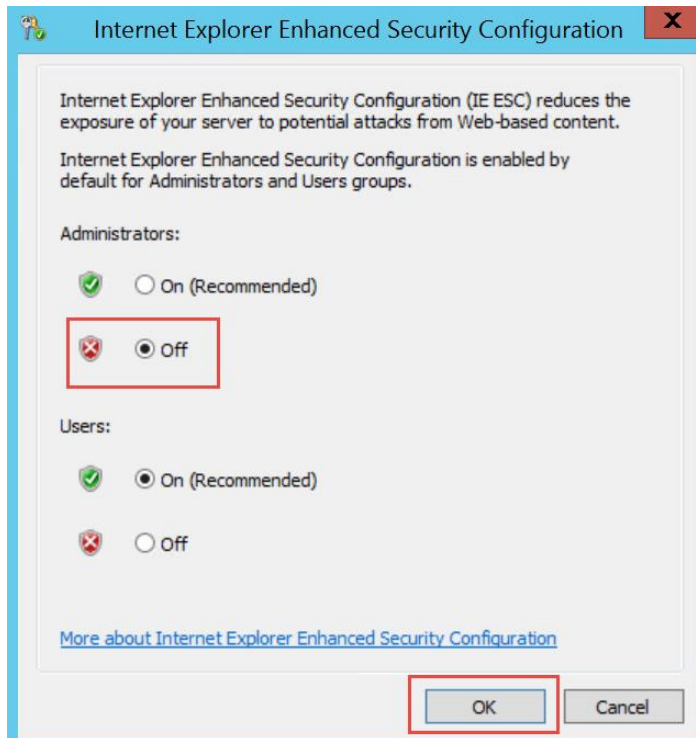 Internet Explorer Enhanced Security Configuration
X
Internet Explorer Enhanced Security Configuration (IE ESC) reduces the
exposure of your server to potential attacks from Web-based content.
Internet Explorer Enhanced Security Configuration is enabled by
default for Administrators and Users groups.
Administrators:
On (Recommended)
Off
Users:
On (Recommended)
Off
More about Internet Explorer Enhanced Security Configuration
OK Cancel